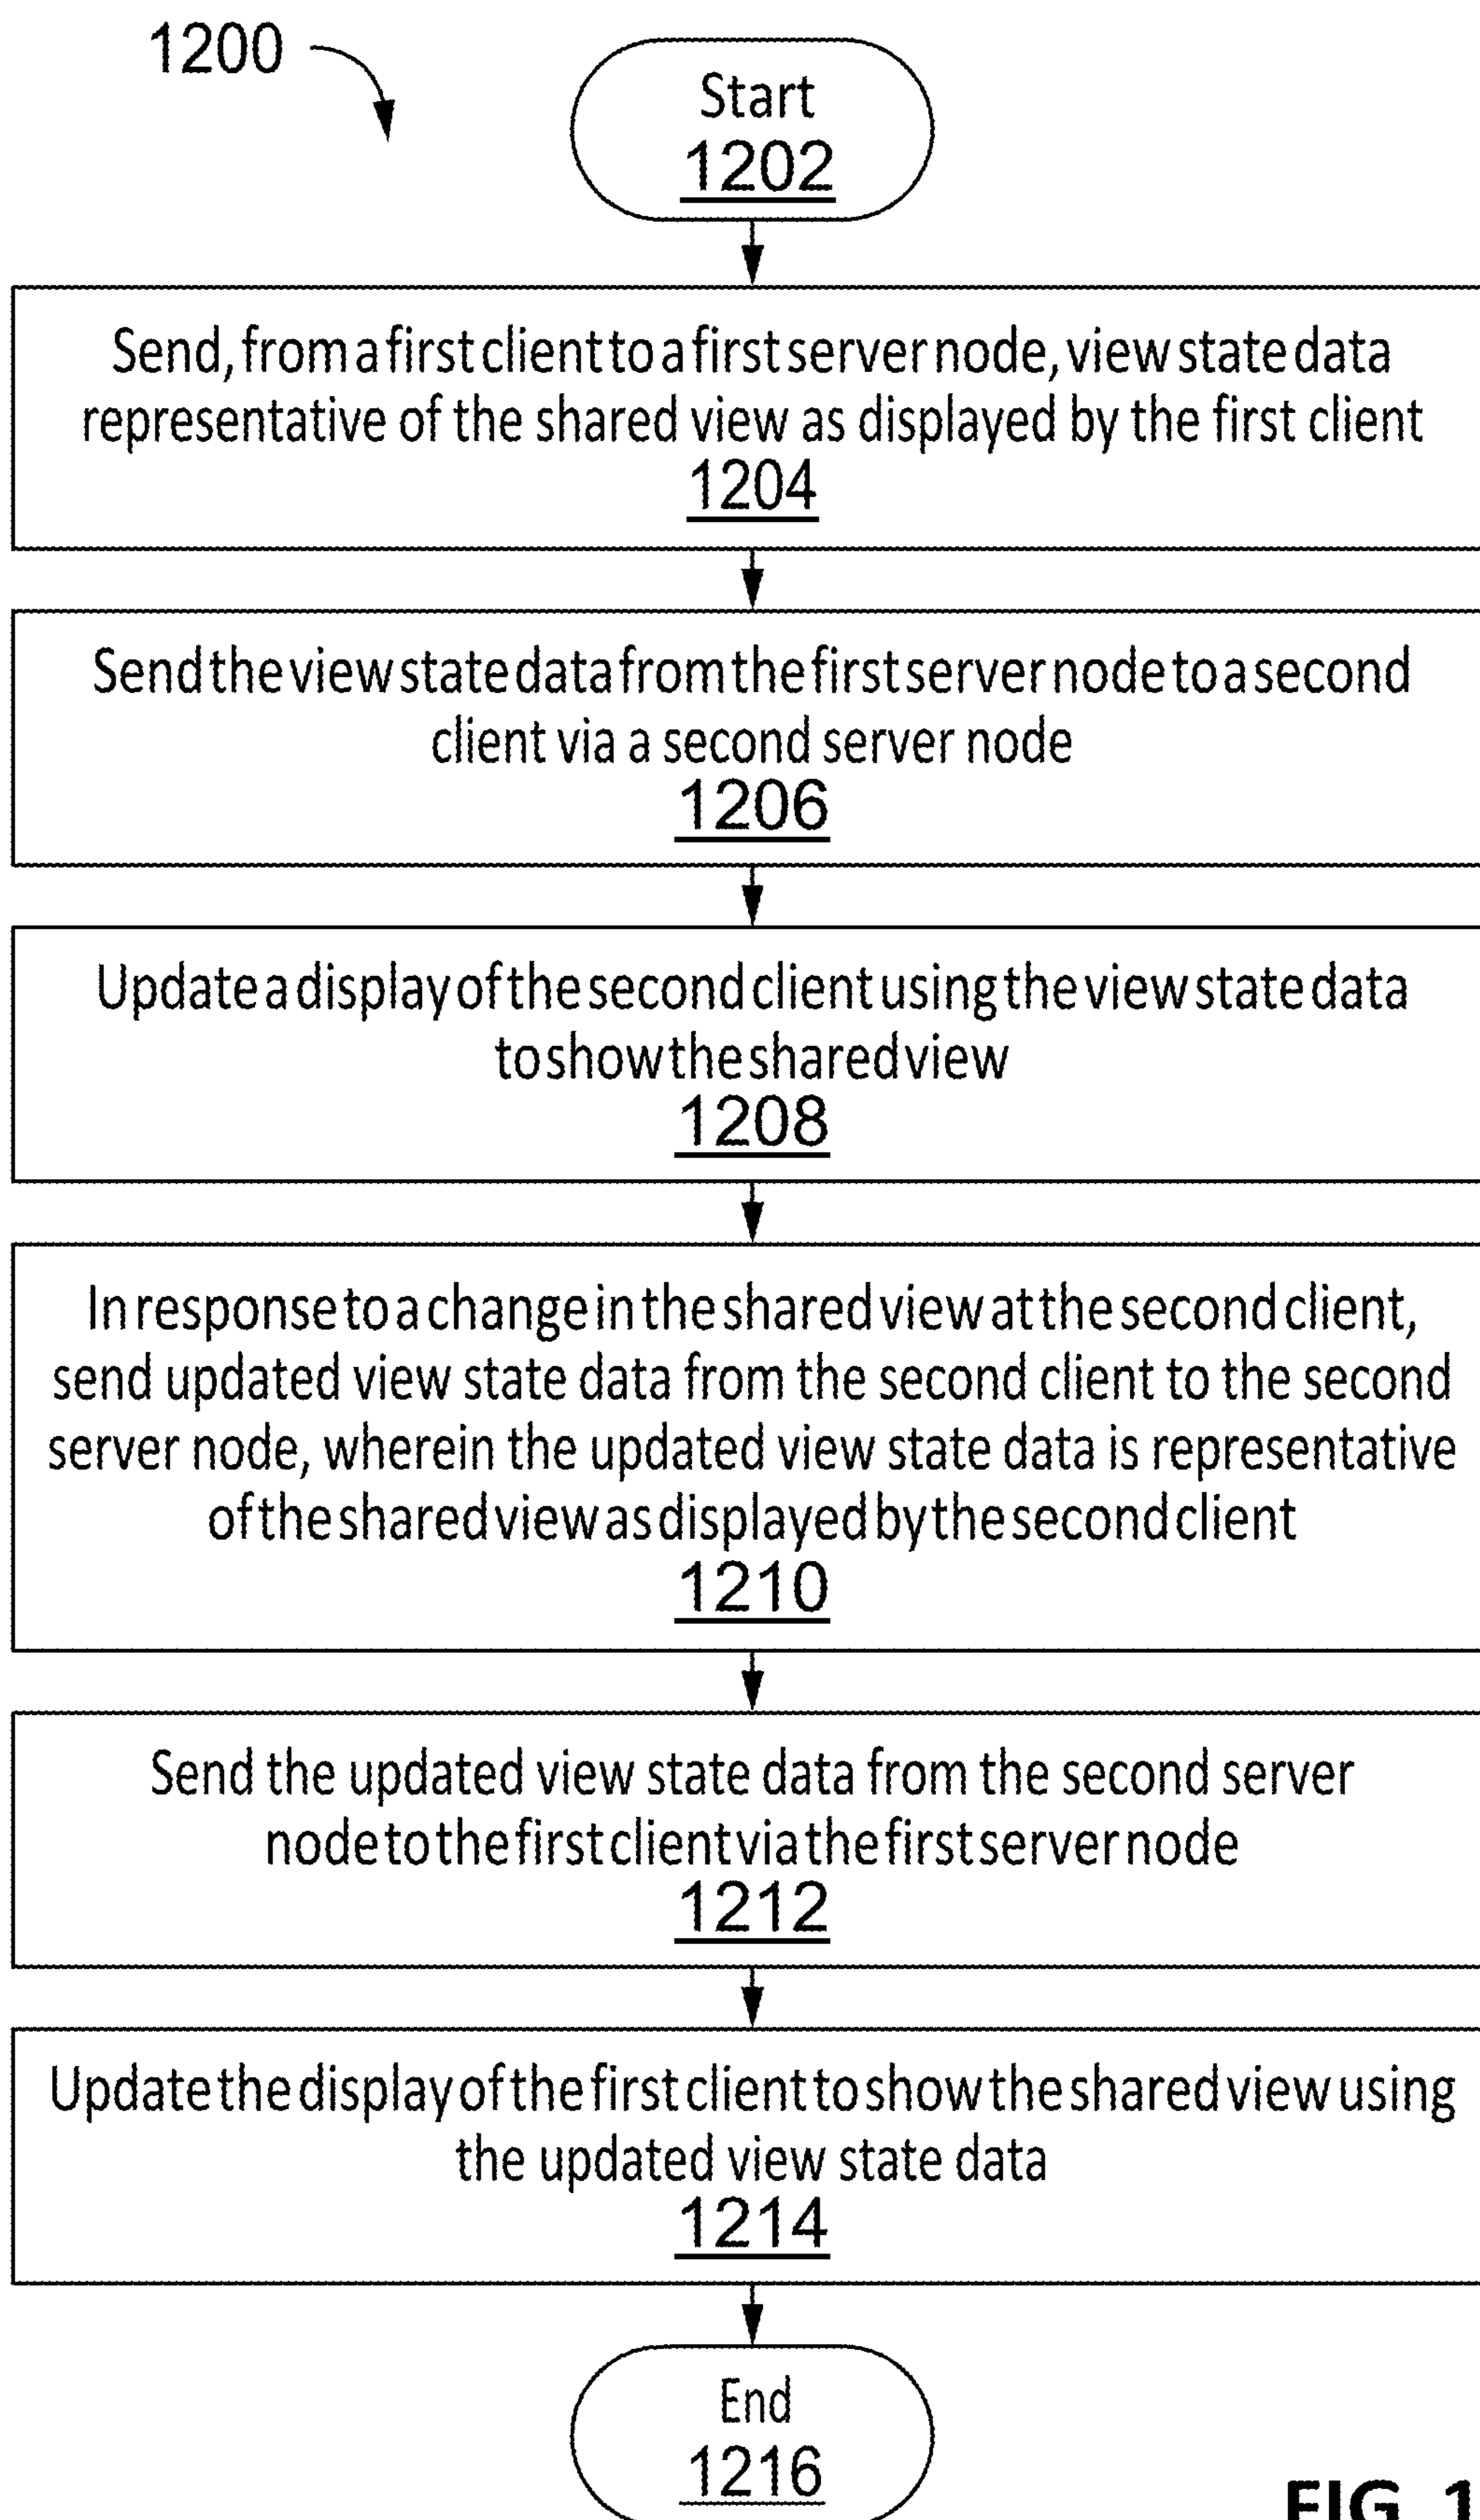 1200
Start
1202
Send, from a first client to a first server node, view state data
representative of the shared view as displayed by the first client
1204
Send the view state data from the first server node to a second
client via a second server node
1206
Update a display of the second client using the view state data
to show the shared view
1208
In response to a change in the shared view at the second client,
send updated view state data from the second client to the second
server node, wherein the updated view state data is representative
of the shared view as displayed by the second client
1210
Send the updated view state data from the second server
node to the first client via the first server node
1212
Update the display of the first client to show the shared view using
the updated view state data
1214
End
1216
FIG. 1